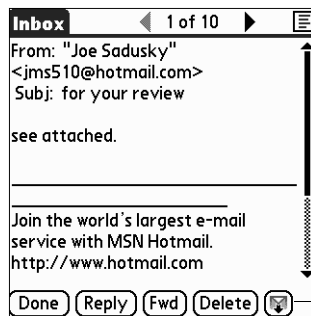 Inbox 1 of 10
From: "Joe Sadusky"
<jms510@hotmail.com>
Subj: for your review
see attached.
Join the world's largest e-mail
service with MSN Hotmail.
http://www.hotmail.com
Done Reply Fwd Delete